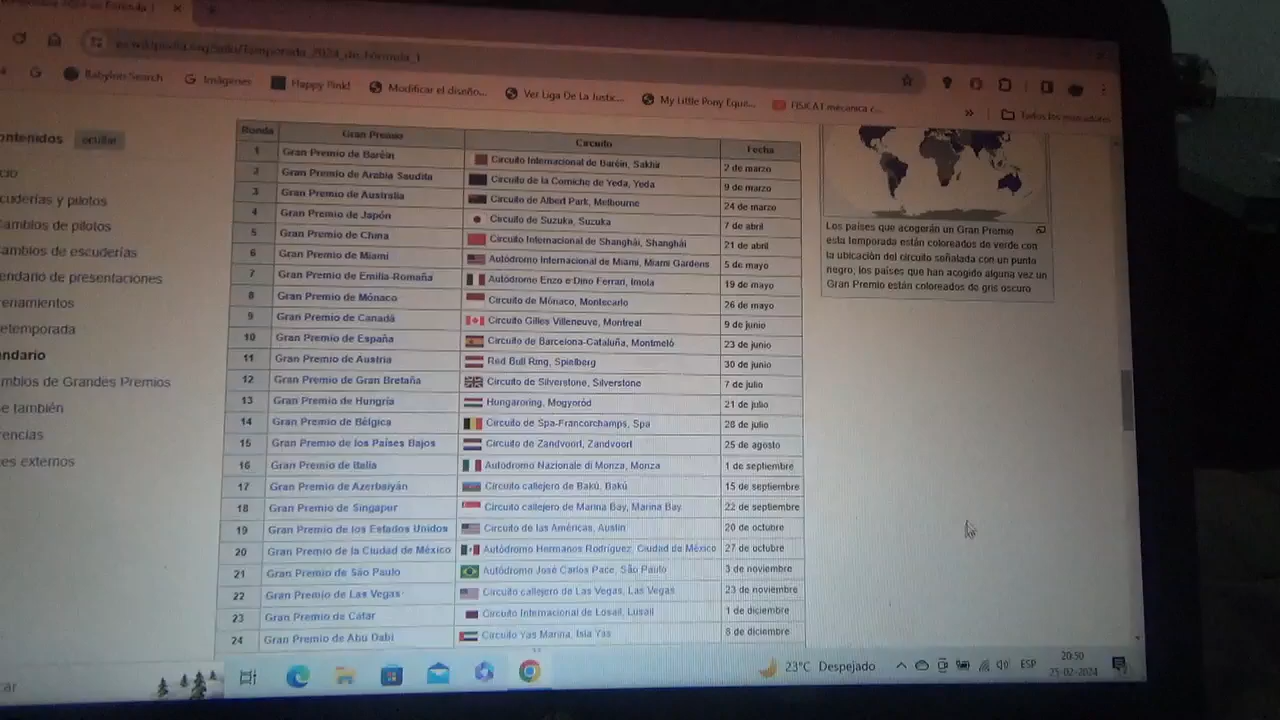 es.wikipedia.org/wiki/Temporada_2024_de_Fórmula_1
Babylon Search
Imágenes
Happy Pink!
Modificar el diseño...
Ver Liga De La Justic...
My Little Pony Eque...
FISICA1 mecanica c...
» Todos los marcadores
ontenidos ocultar
cio
cuderías y pilotos
ambios de pilotos
ambios de escuderías
endario de presentaciones
renamientos
etemporada
ndario
mbios de Grandes Premios
e también
rencias
es externos
Ronda Gran Premio Circuito Fecha
1 Gran Premio de Baréin Circuito Internacional de Baréin, Sakhir 2 de marzo
2 Gran Premio de Arabia Saudita Circuito de la Corniche de Yeda, Yeda 9 de marzo
3 Gran Premio de Australia Circuito de Albert Park, Melbourne 24 de marzo
4 Gran Premio de Japón Circuito de Suzuka, Suzuka 7 de abril
5 Gran Premio de China Circuito Internacional de Shanghái, Shanghái 21 de abril
6 Gran Premio de Miami Autódromo Internacional de Miami, Miami Gardens 5 de mayo
7 Gran Premio de Emilia-Romaña Autódromo Enzo e Dino Ferrari, Imola 19 de mayo
8 Gran Premio de Mónaco Circuito de Mónaco, Montecarlo 26 de mayo
9 Gran Premio de Canadá Circuito Gilles Villeneuve, Montreal 9 de junio
10 Gran Premio de España Circuito de Barcelona-Cataluña, Montmeló 23 de junio
11 Gran Premio de Austria Red Bull Ring, Spielberg 30 de junio
12 Gran Premio de Gran Bretaña Circuito de Silverstone, Silverstone 7 de julio
13 Gran Premio de Hungría Hungaroring, Mogyoród 21 de julio
14 Gran Premio de Bélgica Circuito de Spa-Francorchamps, Spa 28 de julio
15 Gran Premio de los Países Bajos Circuito de Zandvoort, Zandvoort 25 de agosto
16 Gran Premio de Italia Autódromo Nazionale di Monza, Monza 1 de septiembre
17 Gran Premio de Azerbaiyán Circuito callejero de Bakú, Bakú 15 de septiembre
18 Gran Premio de Singapur Circuito callejero de Marina Bay, Marina Bay 22 de septiembre
19 Gran Premio de los Estados Unidos Circuito de las Américas, Austin 20 de octubre
20 Gran Premio de la Ciudad de México Autódromo Hermanos Rodríguez, Ciudad de México 27 de octubre
21 Gran Premio de São Paulo Autódromo José Carlos Pace, São Paulo 3 de noviembre
22 Gran Premio de Las Vegas Circuito callejero de Las Vegas, Las Vegas 23 de noviembre
23 Gran Premio de Catar Circuito Internacional de Losail, Lusail 1 de diciembre
24 Gran Premio de Abu Dabi Circuito Yas Marina, Isla Yas 8 de diciembre
Los países que acogerán un Gran Premio
esta temporada están coloreados de verde con
la ubicación del circuito señalada con un punto
negro; los países que han acogido alguna vez un
Gran Premio están coloreados de gris oscuro
car
23°C Despejado
ESP
20:50
25-02-2024